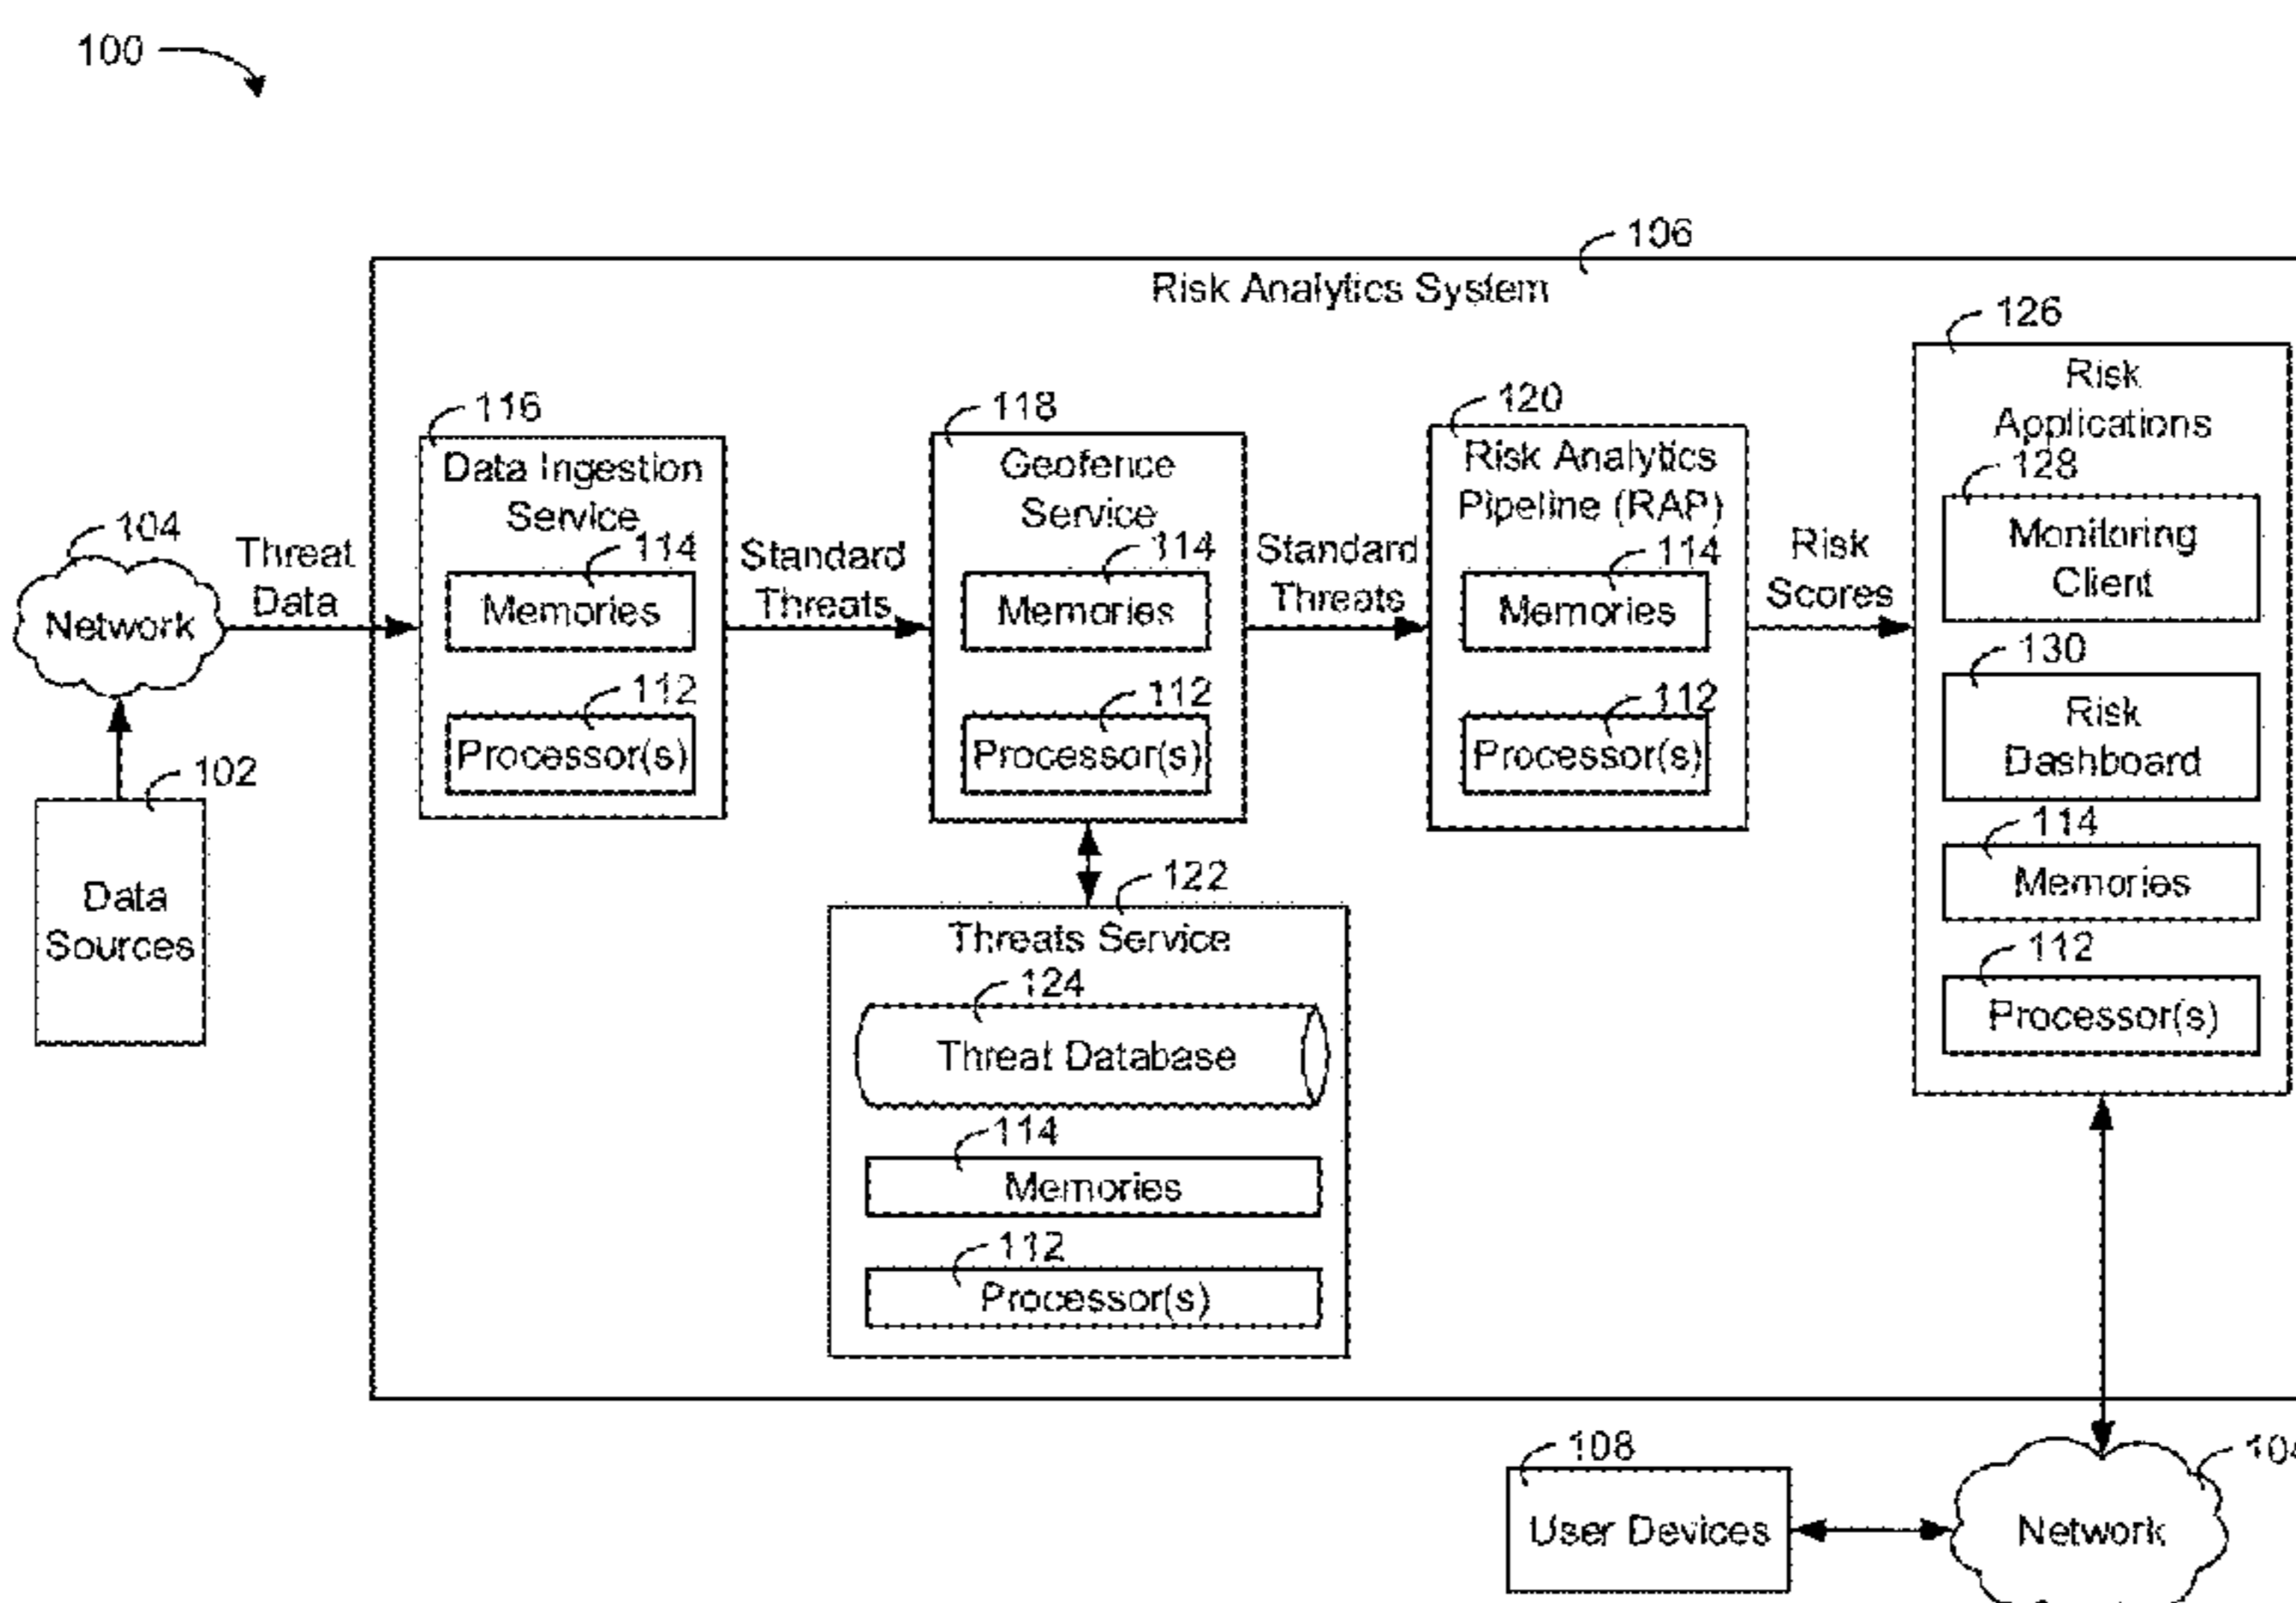 100
106
Risk Analytics System
126
Risk
Applications
128
Monitoring
Client
130
Risk
Dashboard
114
Memories
112
Processor(s)
116
Data Ingestion
Service
114
Memories
112
Processor(s)
118
Geofence
Service
114
Memories
112
Processor(s)
120
Risk Analytics
Pipeline (RAP)
114
Memories
112
Processor(s)
104
Network
Threat
Data
Standard
Threats
Standard
Threats
Risk
Scores
102
Data
Sources
122
Threats Service
124
Threat Database
114
Memories
112
Processor(s)
108
User Devices
Network